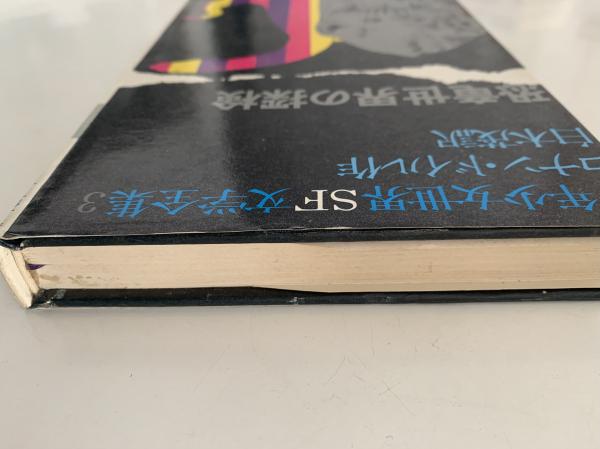 年少女世界SF文学全集3
コナン・ドイル作
白木茂訳
恐竜世界の探検